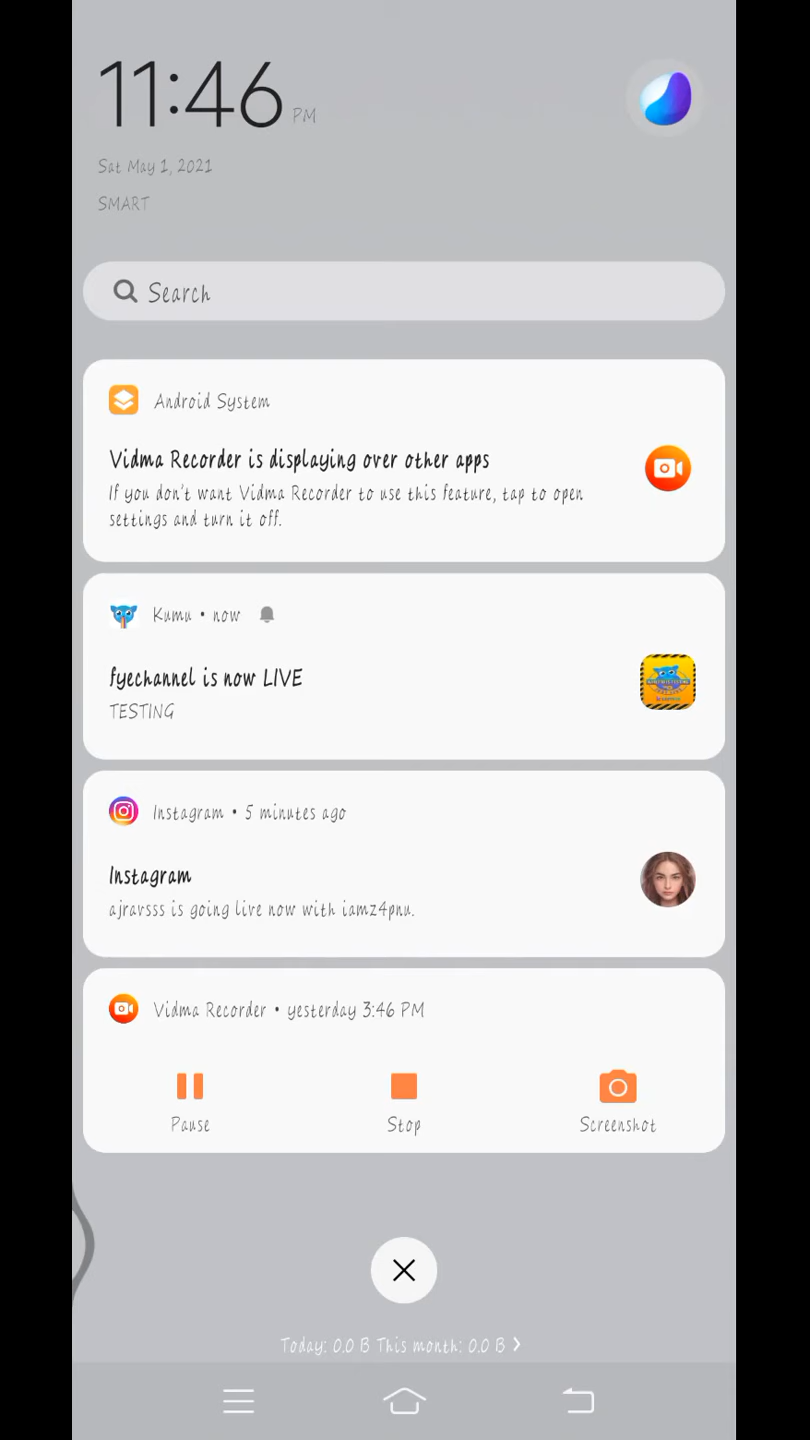 11:46 PM
Sat May 1, 2021
SMART
Search
Android System
Vidma Recorder is displaying over other apps
If you don't want Vidma Recorder to use this feature, tap to open
settings and turn it off.
Kumu • now
fyechannel is now LIVE
TESTING
Instagram • 5 minutes ago
Instagram
ajravsss is going live now with iamz4pnu.
Vidma Recorder • yesterday 3:46 PM
Pause Stop Screenshot
Today: 0.0 B This month: 0.0 B